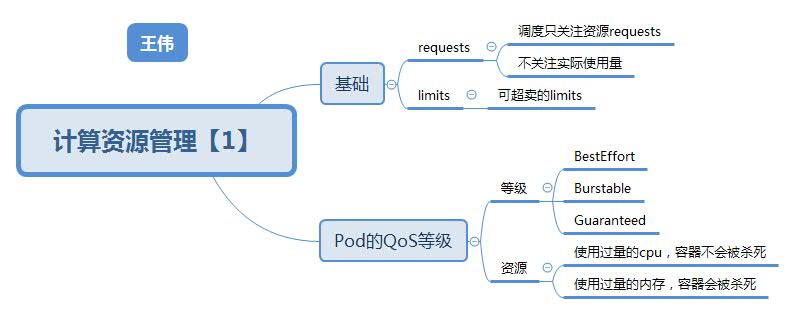 王伟
计算资源管理【1】
基础
requests
调度只关注资源requests
不关注实际使用量
limits
可超卖的limits
Pod的QoS等级
等级
BestEffort
Burstable
Guaranteed
资源
使用过量的cpu，容器不会被杀死
使用过量的内存，容器会被杀死